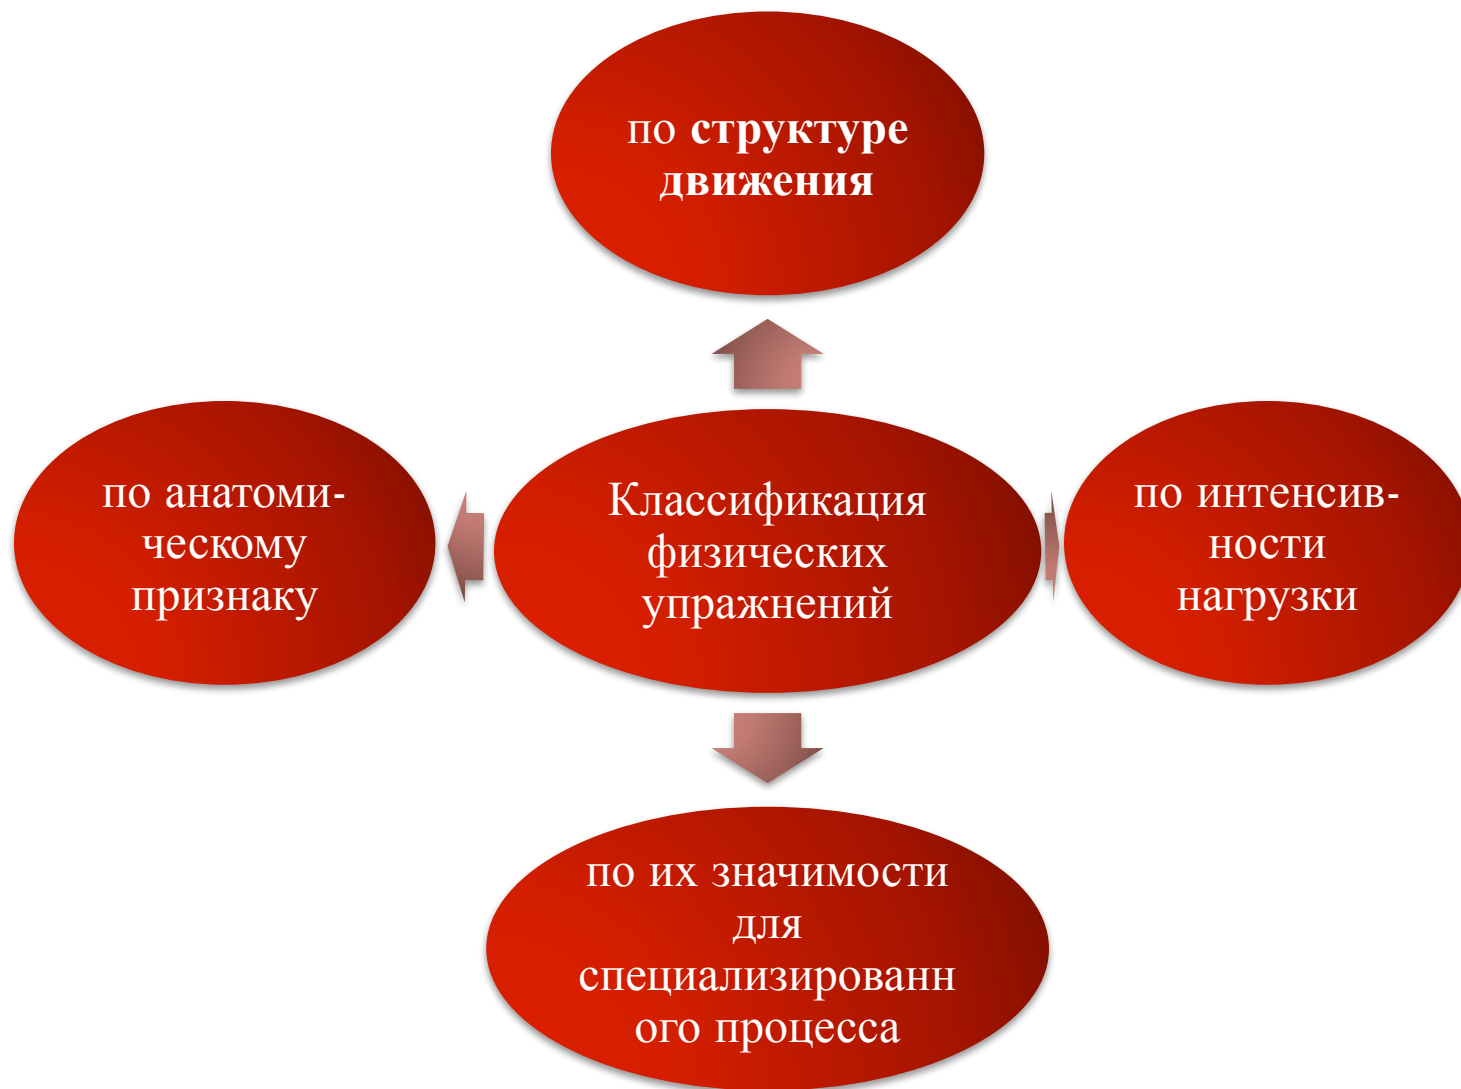 по структуре
движения
по анатоми-
ческому
признаку
Классификация
физических
упражнений
по интенсив-
ности
нагрузки
по их значимости
для
специализированн
ого процесса